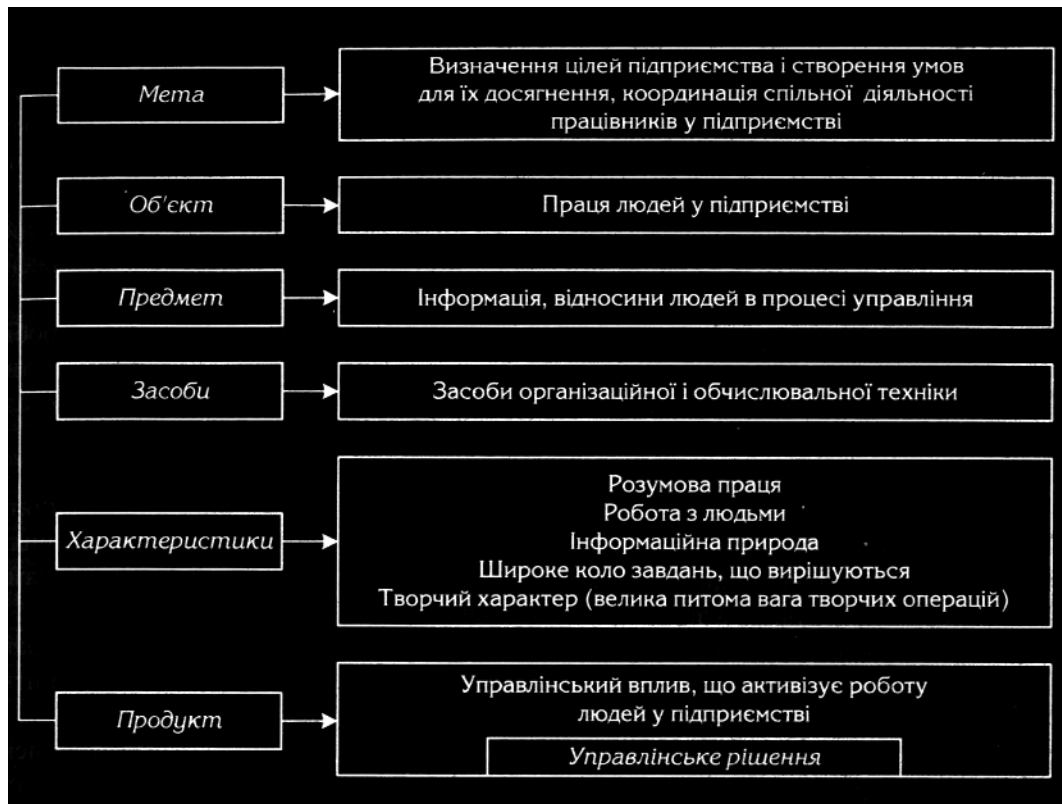 Мета
Визначення цілей підприємства і створення умов
для їх досягнення, координація спільної діяльності
працівників у підприємстві
Об'єкт
Праця людей у підприємстві
Предмет
Інформація, відносини людей в процесі управління
Засоби
Засоби організаційної і обчислювальної техніки
Характеристики
Розумова праця
Робота з людьми
Інформаційна природа
Широке коло завдань, що вирішуються
Творчий характер (велика питома вага творчих операцій)
Продукт
Управлінський вплив, що активізує роботу
людей у підприємстві
Управлінське рішення